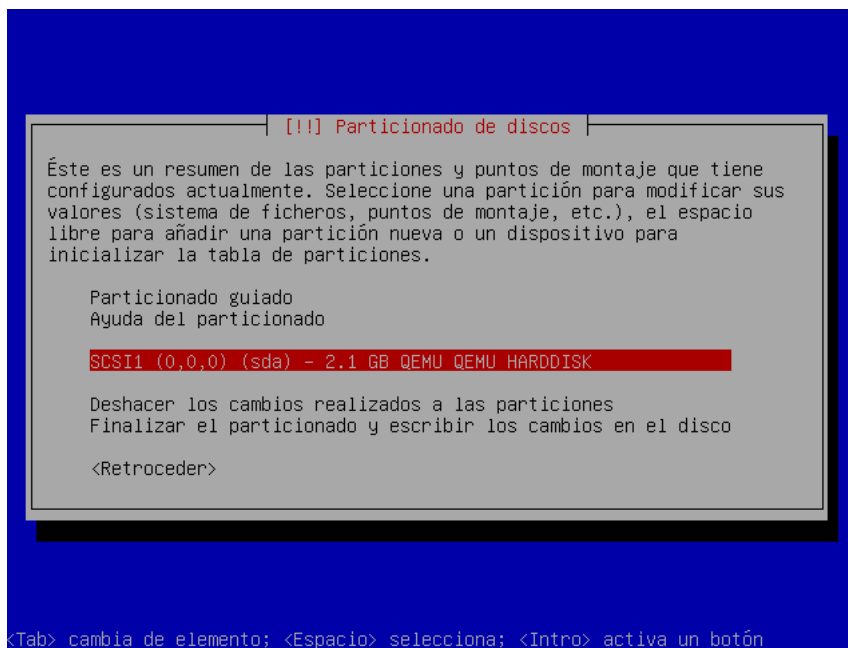 [!!] Particionado de discos
Éste es un resumen de las particiones y puntos de montaje que tiene
configurados actualmente. Seleccione una partición para modificar sus
valores (sistema de ficheros, puntos de montaje, etc.), el espacio
libre para añadir una partición nueva o un dispositivo para
inicializar la tabla de particiones.
Particionado guiado
Ayuda del particionado
SCSI1 (0,0,0) (sda) - 2.1 GB QEMU QEMU HARDDISK
Deshacer los cambios realizados a las particiones
Finalizar el particionado y escribir los cambios en el disco
<Retroceder>
<Tab> cambia de elemento; <Espacio> selecciona; <Intro> activa un botón